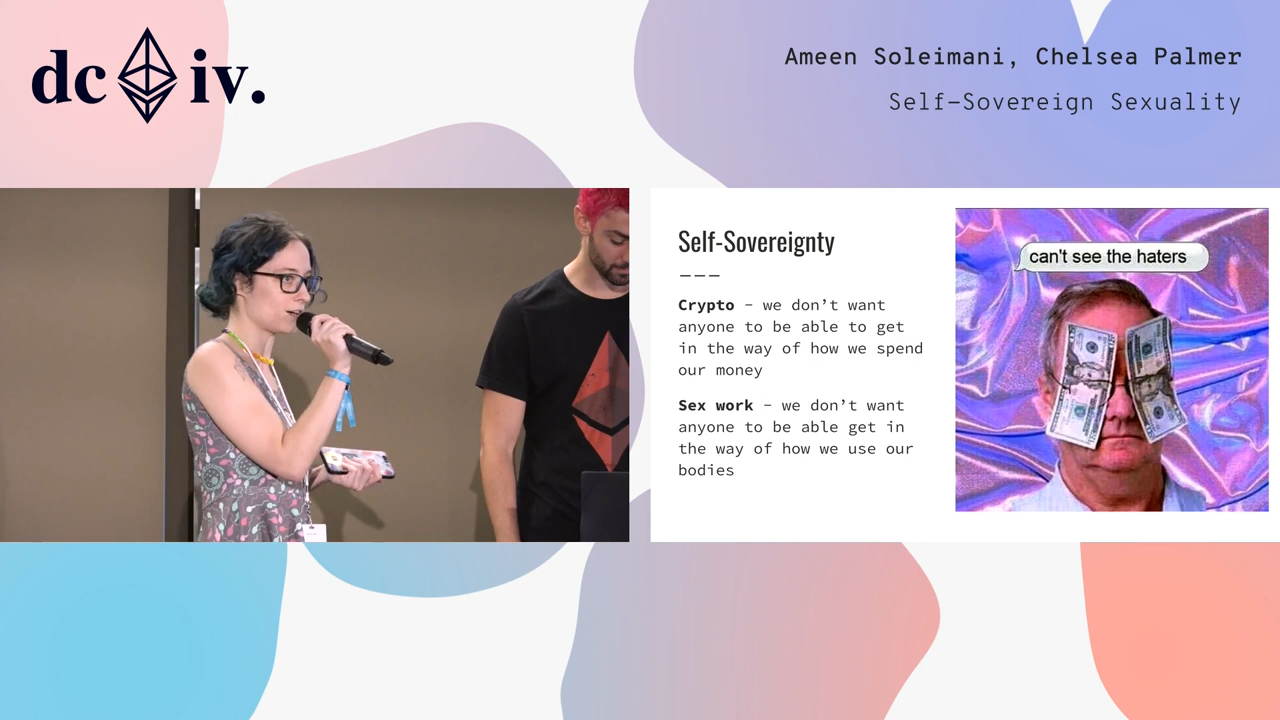 dc iv.
Ameen Soleimani, Chelsea Palmer
Self-Sovereign Sexuality
Self-Sovereignty
Crypto - we don't want
anyone to be able to get
in the way of how we spend
our money
Sex work - we don't want
anyone to be able get in
the way of how we use our
bodies
can't see the haters